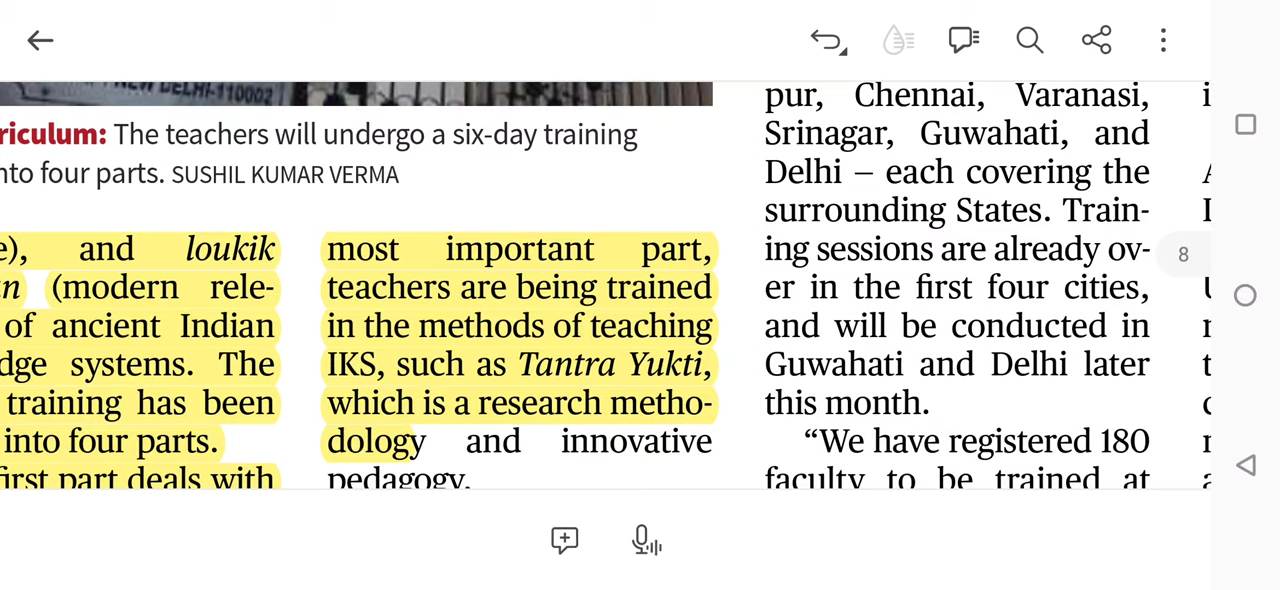 NEW DELHI-110002
riculum: The teachers will undergo a six-day training
nto four parts. SUSHIL KUMAR VERMA
e), and loukik
n (modern rele-
of ancient Indian
dge systems. The
training has been
into four parts.
first part deals with
most important part,
teachers are being trained
in the methods of teaching
IKS, such as Tantra Yukti,
which is a research metho-
dology and innovative
pedagogy.
pur, Chennai, Varanasi,
Srinagar, Guwahati, and
Delhi – each covering the
surrounding States. Train-
ing sessions are already ov-
er in the first four cities,
and will be conducted in
Guwahati and Delhi later
this month.
“We have registered 180
faculty to be trained at
8